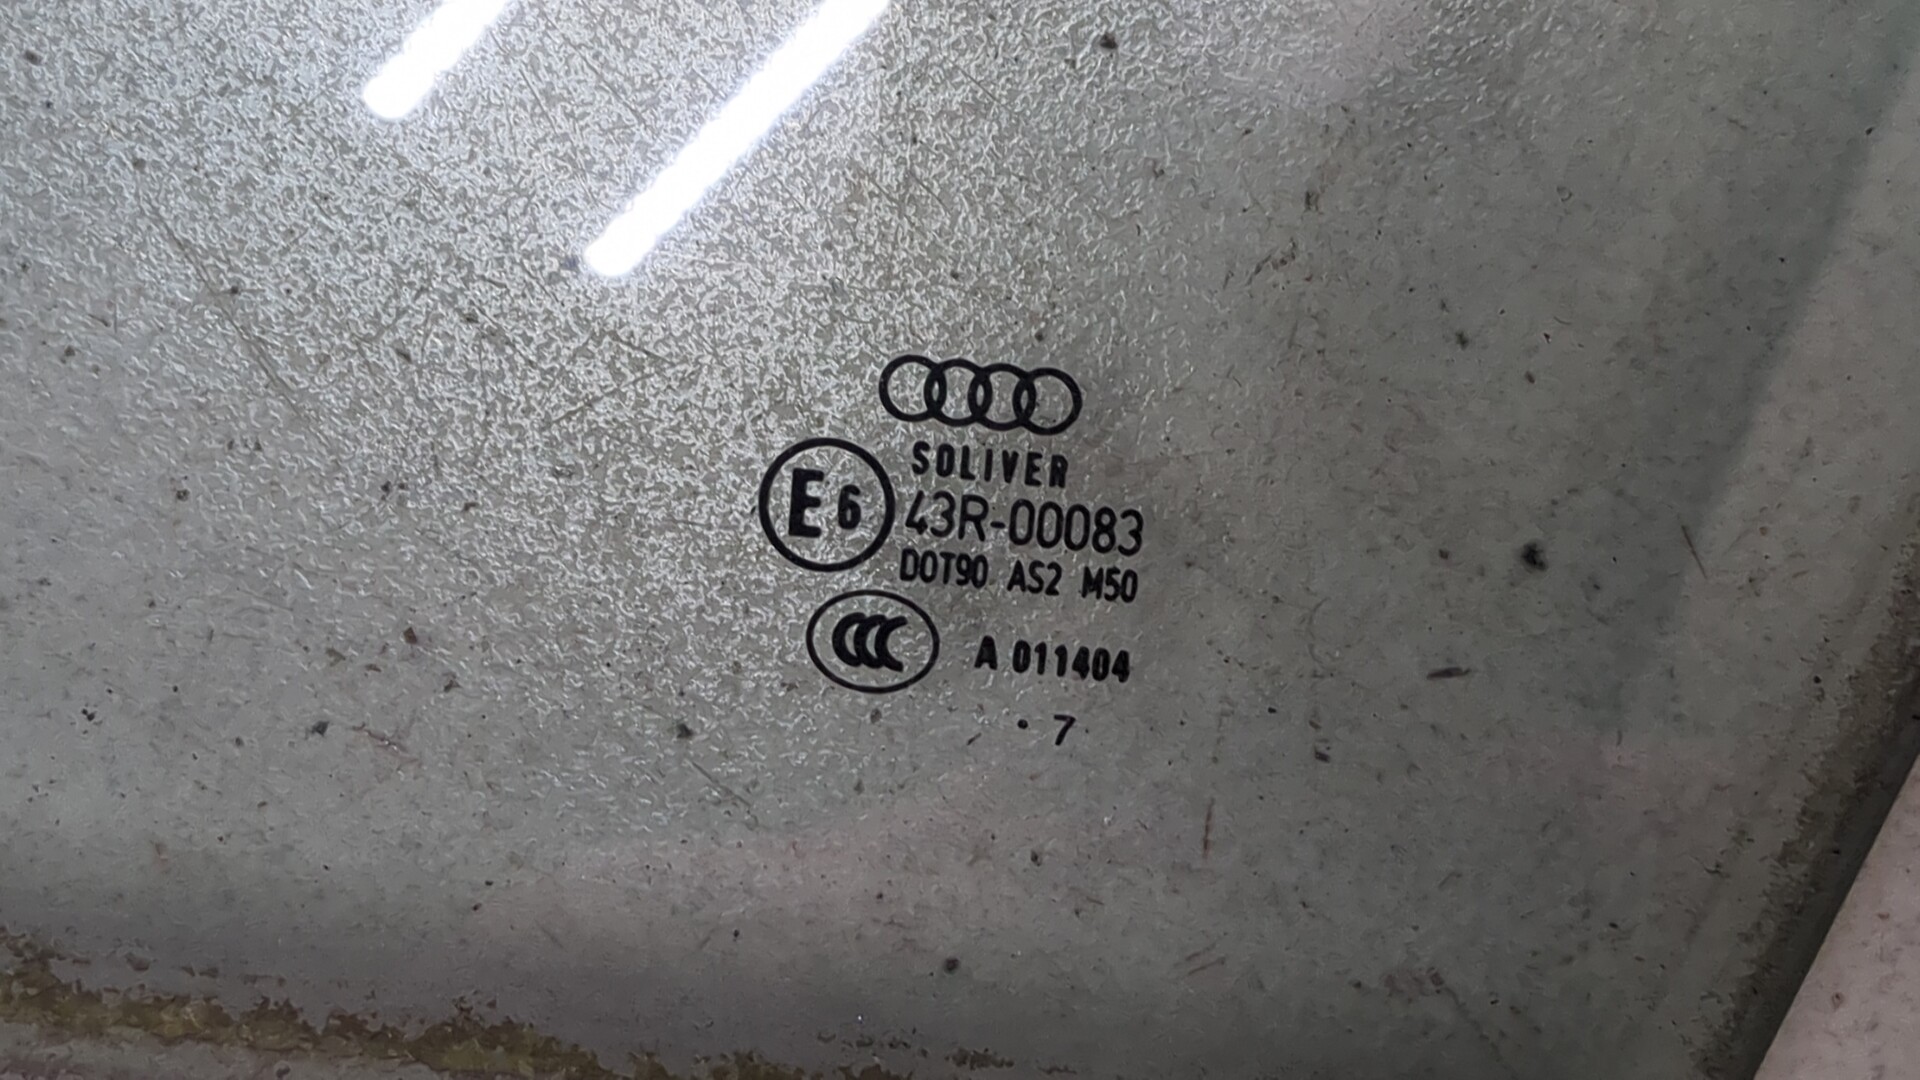 SOLIVER
E6 43R-00083
DOT90 AS2 M50
CCC A 011404
· 7